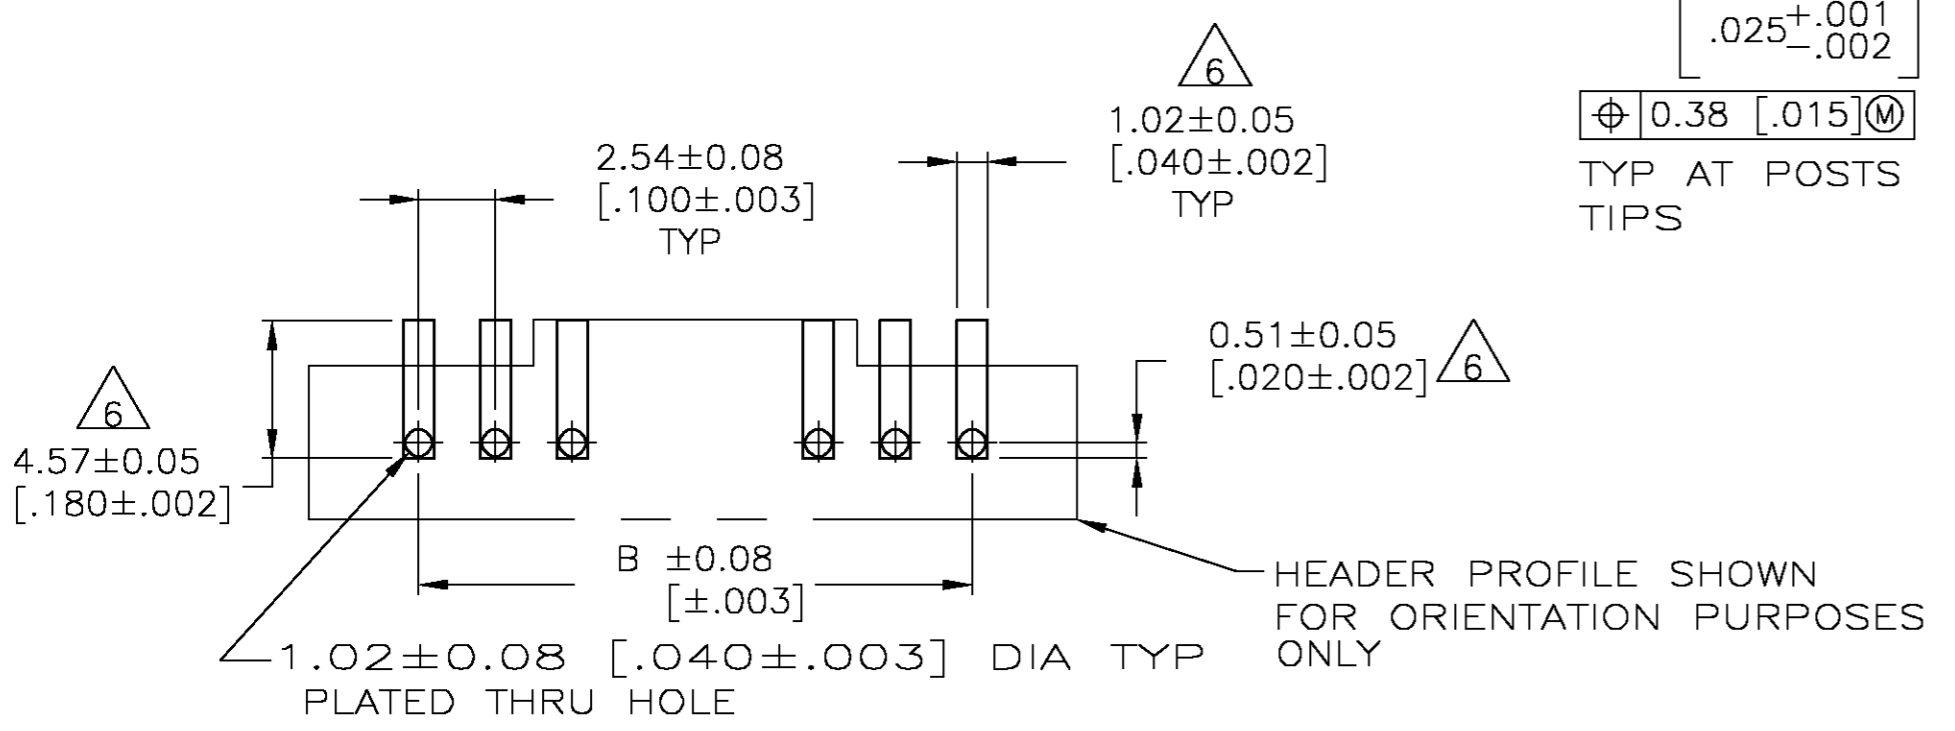 .025+.001
-.002
6
1.02±0.05
[.040±.002]
TYP
⌖ 0.38 [.015]Ⓜ
TYP AT POSTS
TIPS
2.54±0.08
[.100±.003]
TYP
0.51±0.05
[.020±.002] 6
6
4.57±0.05
[.180±.002]
B ±0.08
[±.003]
HEADER PROFILE SHOWN
FOR ORIENTATION PURPOSES
ONLY
1.02±0.08 [.040±.003] DIA TYP
PLATED THRU HOLE